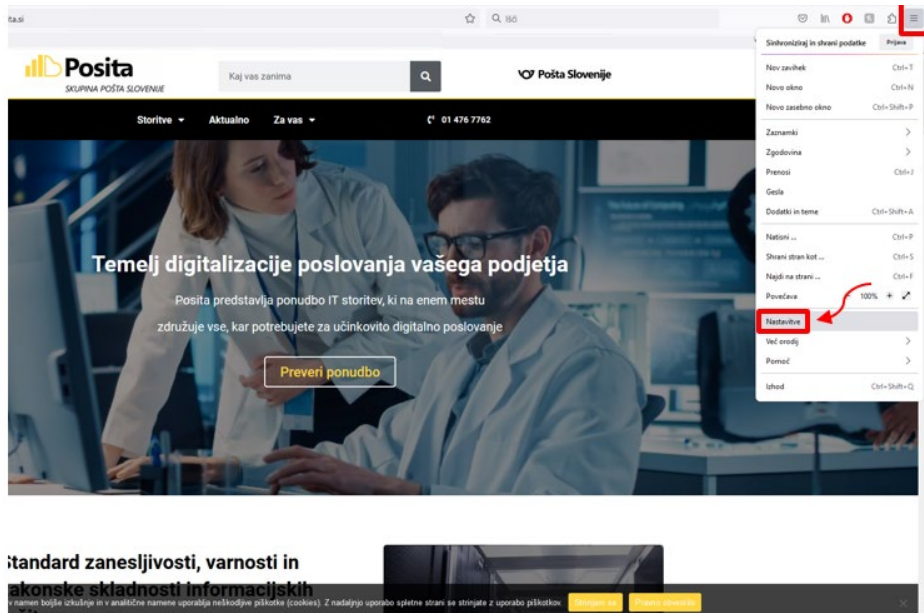 ta.si
Išči
Posita
SKUPINA POŠTA SLOVENIJE
Kaj vas zanima
Pošta Slovenije
Storitve
Aktualno
Za vas
01 476 7762
Temelj digitalizacije poslovanja vašega podjetja
Posita predstavlja ponudbo IT storitev, ki na enem mestu
združuje vse, kar potrebujete za učinkovito digitalno poslovanje
Preveri ponudbo
Sinhroniziraj in shrani podatke Prijava
Nov zavihek Ctrl+T
Novo okno Ctrl+N
Novo zasebno okno Ctrl+Shift+P
Zaznamki
Zgodovina
Prenosi Ctrl+J
Gesla
Dodatki in teme Ctrl+Shift+A
Natisni ... Ctrl+P
Shrani stran kot ... Ctrl+S
Najdi na strani ... Ctrl+F
Povečava 100% +
Nastavitve
Več orodij
Pomoč
Izhod Ctrl+Shift+Q
Standard zanesljivosti, varnosti in
zakonske skladnosti informacijskih
v namen boljše izkušnje in v analitične namene uporablja neškodljive piškotke (cookies). Z nadaljnjo uporabo spletne strani se strinjate z uporabo piškotkov. Strinjam se Pravno obvestilo